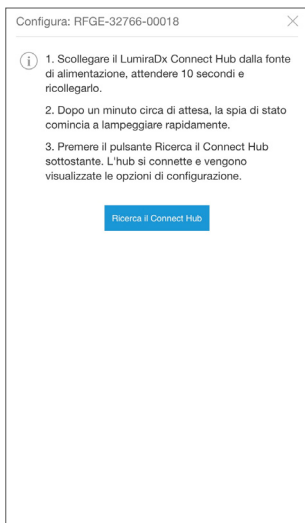 Configura: RFGE-32766-00018
1. Scollegare il LumiraDx Connect Hub dalla fonte
di alimentazione, attendere 10 secondi e
ricollegarlo.
2. Dopo un minuto circa di attesa, la spia di stato
comincia a lampeggiare rapidamente.
3. Premere il pulsante Ricerca il Connect Hub
sottostante. L'hub si connette e vengono
visualizzate le opzioni di configurazione.
Ricerca il Connect Hub